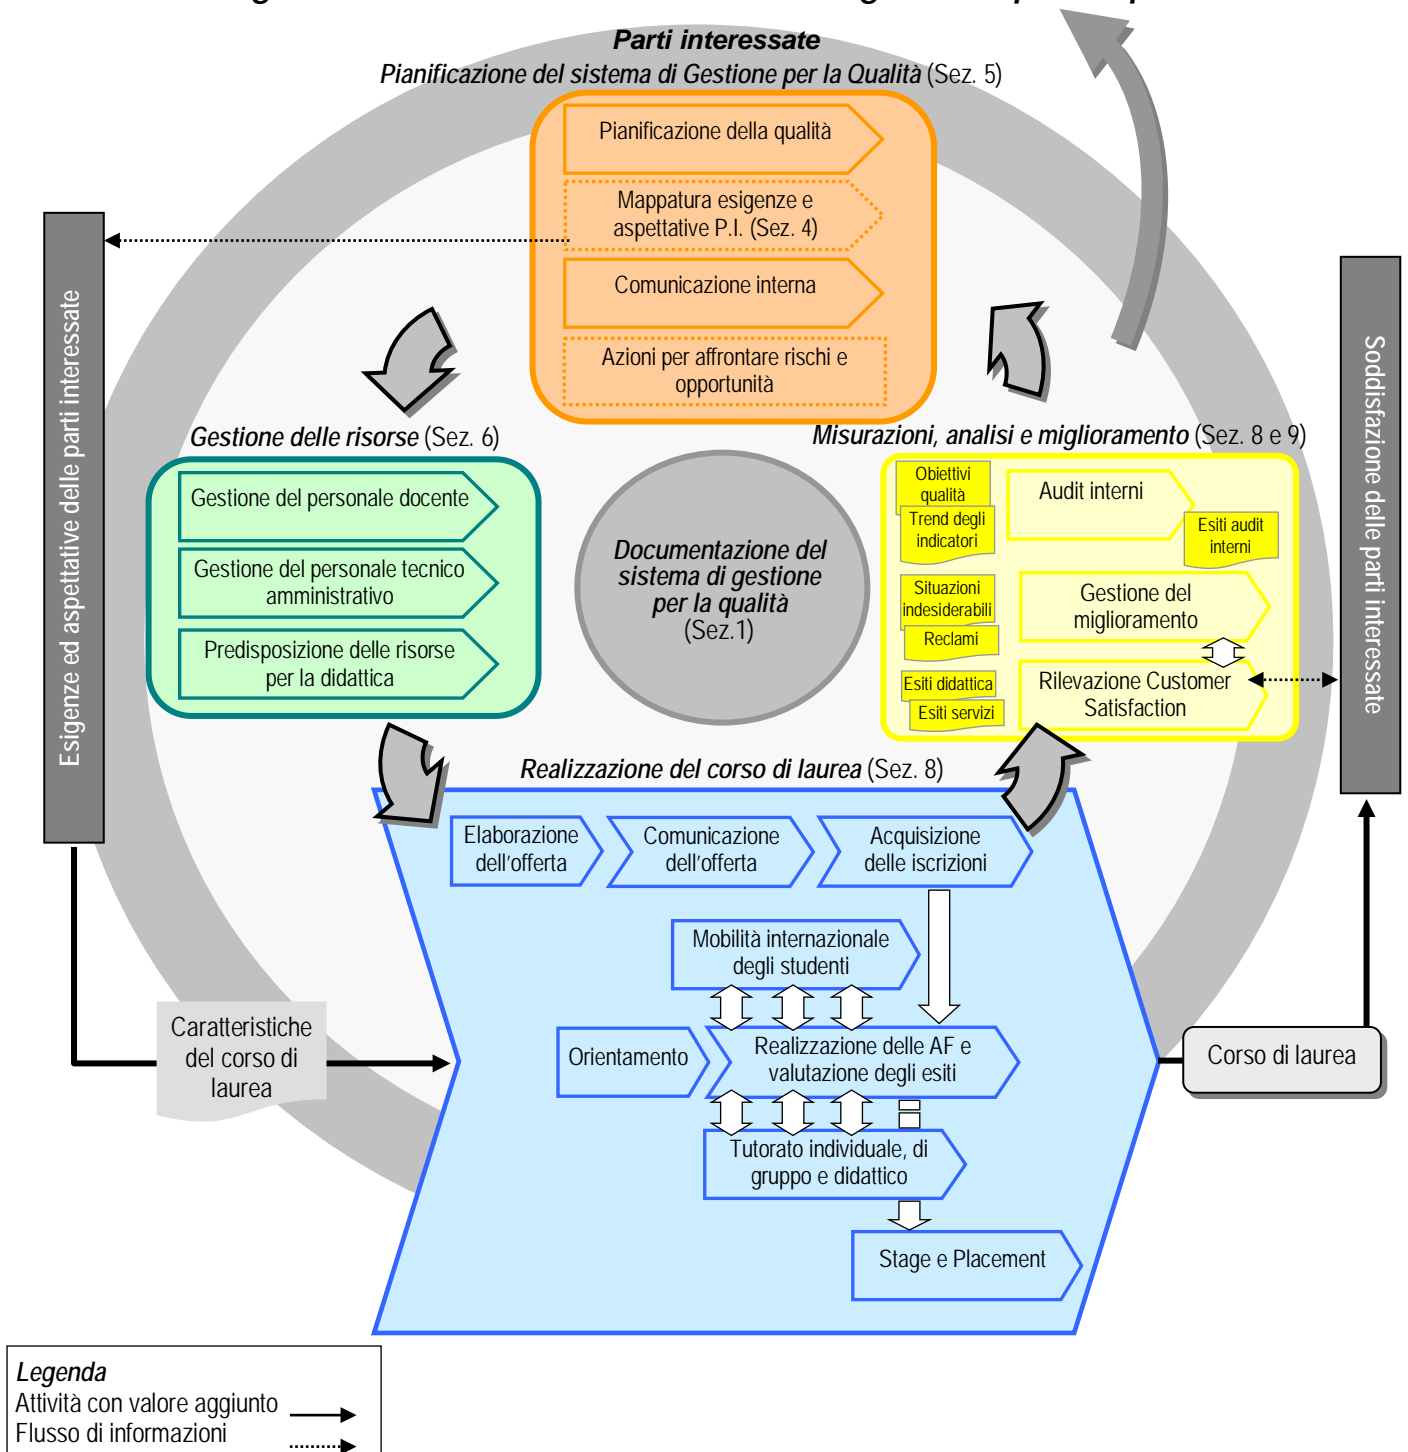 Parti interessate
Pianificazione del sistema di Gestione per la Qualità (Sez. 5)
Pianificazione della qualità
Mappatura esigenze e
aspettative P.I. (Sez. 4)
Comunicazione interna
Azioni per affrontare rischi e
opportunità
Esigenze ed aspettative delle parti interessate
Soddisfazione delle parti interessate
Gestione delle risorse (Sez. 6)
Gestione del personale docente
Gestione del personale tecnico
amministrativo
Predisposizione delle risorse
per la didattica
Documentazione del
sistema di gestione
per la qualità
(Sez.1)
Misurazioni, analisi e miglioramento (Sez. 8 e 9)
Obiettivi
qualità
Trend degli
indicatori
Audit interni
Esiti audit
interni
Situazioni
indesiderabili
Reclami
Gestione del
miglioramento
Esiti didattica
Esiti servizi
Rilevazione Customer
Satisfaction
Realizzazione del corso di laurea (Sez. 8)
Elaborazione
dell'offerta
Comunicazione
dell'offerta
Acquisizione
delle iscrizioni
Mobilità internazionale
degli studenti
Orientamento
Realizzazione delle AF e
valutazione degli esiti
Tutorato individuale, di
gruppo e didattico
Stage e Placement
Caratteristiche
del corso di
laurea
Corso di laurea
Legenda
Attività con valore aggiunto
Flusso di informazioni